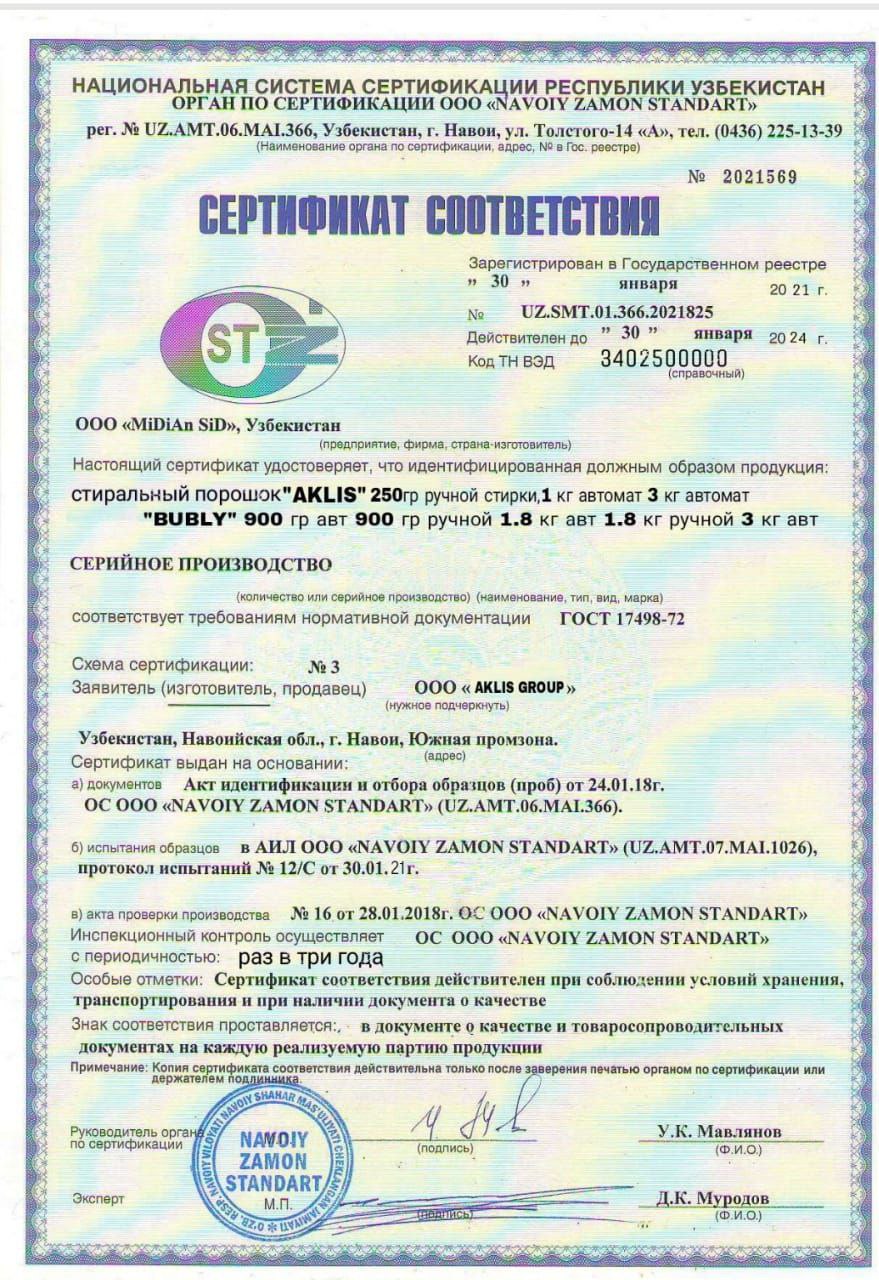 НАЦИОНАЛЬНАЯ СИСТЕМА СЕРТИФИКАЦИИ РЕСПУБЛИКИ УЗБЕКИСТАН
ОРГАН ПО СЕРТИФИКАЦИИ ООО «NAVOIY ZAMON STANDART»
рег. № UZ.AMT.06.MAI.366, Узбекистан, г. Навои, ул. Толстого-14 «А», тел. (0436) 225-13-39
(Наименование органа по сертификации, адрес, № в Гос. реестре)
№ 2021569
СЕРТИФИКАТ СООТВЕТСТВИЯ
Зарегистрирован в Государственном реестре
" 30 " января 20 21 г.
№ UZ.SMT.01.366.2021825
Действителен до " 30 " января 20 24 г.
Код ТН ВЭД 3402500000
(справочный)
ST
ООО «MiDiAn SiD», Узбекистан
(предприятие, фирма, страна-изготовитель)
Настоящий сертификат удостоверяет, что идентифицированная должным образом продукция:
стиральный порошок"AKLIS" 250гр ручной стирки,1 кг автомат 3 кг автомат
"BUBLY" 900 гр авт 900 гр ручной 1.8 кг авт 1.8 кг ручной 3 кг авт
СЕРИЙНОЕ ПРОИЗВОДСТВО
(количество или серийное производство) (наименование, тип, вид, марка)
соответствует требованиям нормативной документации ГОСТ 17498-72
Схема сертификации: № 3
Заявитель (изготовитель, продавец) ООО « AKLIS GROUP »
(нужное подчеркнуть)
Узбекистан, Навоийская обл., г. Навои, Южная промзона.
(адрес)
Сертификат выдан на основании:
а) документов Акт идентификации и отбора образцов (проб) от 24.01.18г.
ОС ООО «NAVOIY ZAMON STANDART» (UZ.AMT.06.MAI.366).
б) испытания образцов в АИЛ ООО «NAVOIY ZAMON STANDART» (UZ.AMT.07.MAI.1026),
протокол испытаний № 12/С от 30.01.21г.
в) акта проверки производства № 16 от 28.01.2018г. ОС ООО «NAVOIY ZAMON STANDART»
Инспекционный контроль осуществляет ОС ООО «NAVOIY ZAMON STANDART»
с периодичностью: раз в три года
Особые отметки: Сертификат соответствия действителен при соблюдении условий хранения,
транспортирования и при наличии документа о качестве
Знак соответствия проставляется:, в документе о качестве и товаросопроводительных
документах на каждую реализуемую партию продукции
Примечание: Копия сертификата соответствия действительна только после заверения печатью органом по сертификации или
держателем подлинника.
Руководитель органа
по сертификации
М.П.
(подпись)
У.К. Мавлянов
(Ф.И.О.)
NAVOIY
ZAMON
STANDART
Эксперт
М.П.
(подпись)
Д.К. Муродов
(Ф.И.О.)